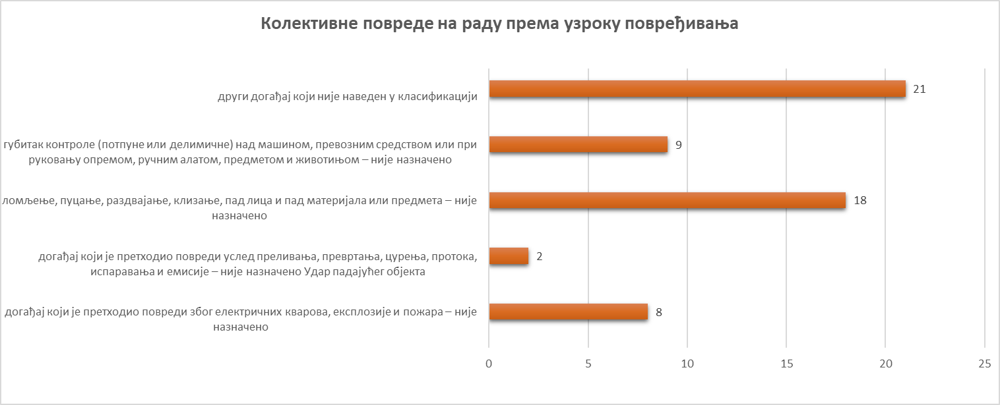 Колективне повреде на раду према узроку повређивања
други догађај који није наведен у класификацији
21
губитак контроле (потпуне или делимичне) над машином, превозним средством или при
руковању опремом, ручним алатом, предметом и животињом – није назначено
9
ломљење, пуцање, раздвајање, клизање, пад лица и пад материјала или предмета – није
назначено
18
догађај који је претходио повреди услед преливања, превртања, цурења, протока,
испаравања и емисије – није назначено Удар падајућег објекта
2
догађај који је претходио повреди због електричних кварова, експлозије и пожара – није
назначено
8
0 5 10 15 20 25